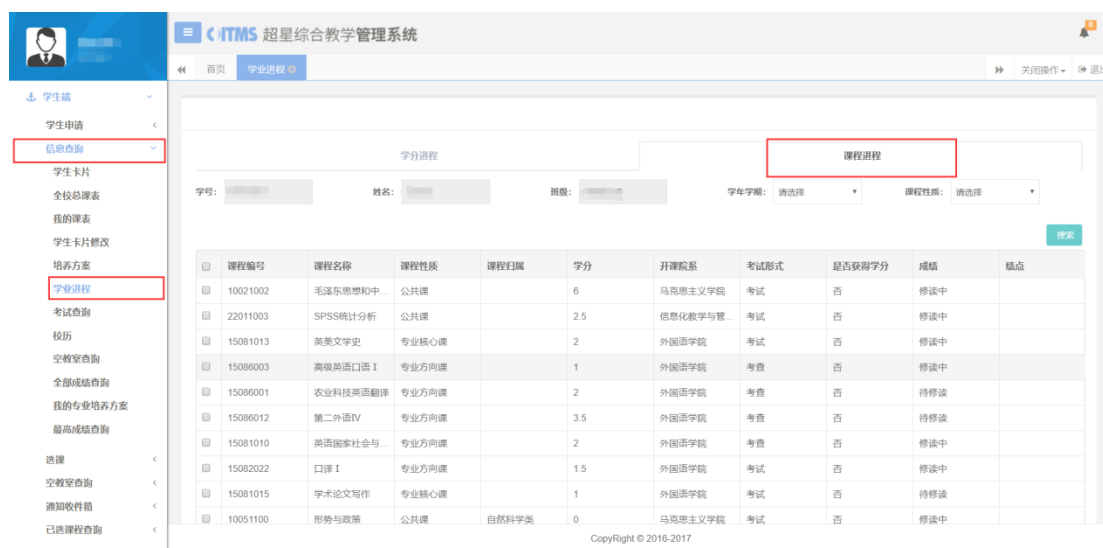 CITMS 超星综合教学管理系统
首页 学业进程 关闭操作 退出
学生端
学生申请
信息查询
学生卡片
全校总课表
我的课表
学生卡片修改
培养方案
学业进程
考试查询
校历
空教室查询
全部成绩查询
我的专业培养方案
最高成绩查询
选课
空教室查询
通知收件箱
已选课程查询
学分进程 课程进程
学号: 姓名: 班级: 学年学期: 请选择 课程性质: 请选择
搜索
课程编号 课程名称 课程性质 课程归属 学分 开课院系 考试形式 是否获得学分 成绩 绩点
10021002 毛泽东思想和中... 公共课 6 马克思主义学院 考试 否 修读中
22011003 SPSS统计分析 公共课 2.5 信息化教学与管... 考试 否 修读中
15081013 英美文学史 专业核心课 2 外国语学院 考试 否 修读中
15086003 高级英语口语 I 专业方向课 1 外国语学院 考查 否 修读中
15086001 农业科技英语翻译 专业方向课 2 外国语学院 考查 否 待修读
15086012 第二外语IV 专业方向课 3.5 外国语学院 考查 否 待修读
15081010 英语国家社会与... 专业方向课 2 外国语学院 考查 否 修读中
15082022 口译 I 专业方向课 1.5 外国语学院 考试 否 修读中
15081015 学术论文写作 专业核心课 1 外国语学院 考试 否 待修读
10051100 形势与政策 公共课 自然科学类 0 马克思主义学院 考试 否 修读中
CopyRight © 2016-2017